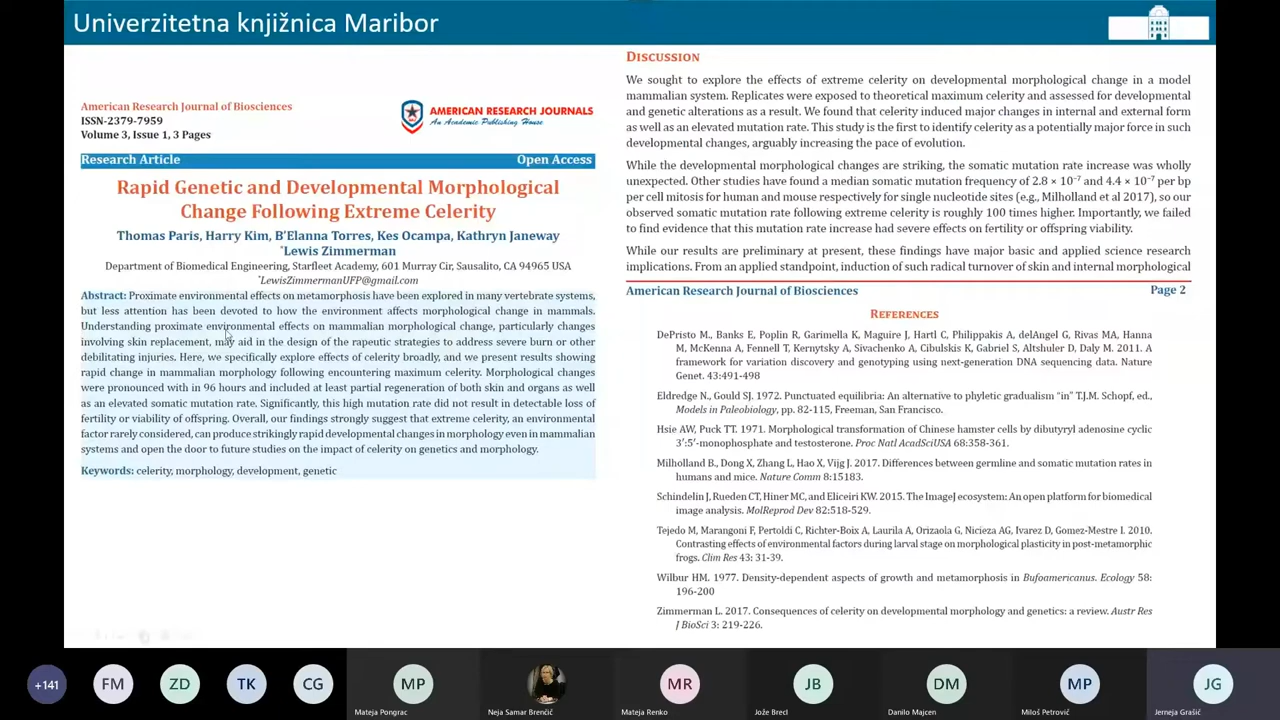 Univerzitetna knjižnica Maribor
American Research Journal of Biosciences
ISSN-2379-7959
Volume 3, Issue 1, 3 Pages
AMERICAN RESEARCH JOURNALS
An Academic Publishing House
Research Article
Open Access
Rapid Genetic and Developmental Morphological
Change Following Extreme Celerity
Thomas Paris, Harry Kim, B'Elanna Torres, Kes Ocampa, Kathryn Janeway
*Lewis Zimmerman
Department of Biomedical Engineering, Starfleet Academy, 601 Murray Cir, Sausalito, CA 94965 USA
*LewisZimmermanUFP@gmail.com
Abstract: Proximate environmental effects on metamorphosis have been explored in many vertebrate systems,
but less attention has been devoted to how the environment affects morphological change in mammals.
Understanding proximate environmental effects on mammalian morphological change, particularly changes
involving skin replacement, may aid in the design of the rapeutic strategies to address severe burn or other
debilitating injuries. Here, we specifically explore effects of celerity broadly, and we present results showing
rapid change in mammalian morphology following encountering maximum celerity. Morphological changes
were pronounced with in 96 hours and included at least partial regeneration of both skin and organs as well
as an elevated somatic mutation rate. Significantly, this high mutation rate did not result in detectable loss of
fertility or viability of offspring. Overall, our findings strongly suggest that extreme celerity, an environmental
factor rarely considered, can produce strikingly rapid developmental changes in morphology even in mammalian
systems and open the door to future studies on the impact of celerity on genetics and morphology.
Keywords: celerity, morphology, development, genetic
DISCUSSION
We sought to explore the effects of extreme celerity on developmental morphological change in a model
mammalian system. Replicates were exposed to theoretical maximum celerity and assessed for developmental
and genetic alterations as a result. We found that celerity induced major changes in internal and external form
as well as an elevated mutation rate. This study is the first to identify celerity as a potentially major force in such
developmental changes, arguably increasing the pace of evolution.
While the developmental morphological changes are striking, the somatic mutation rate increase was wholly
unexpected. Other studies have found a median somatic mutation frequency of 2.8 × 10⁻⁷ and 4.4 × 10⁻⁷ per bp
per cell mitosis for human and mouse respectively for single nucleotide sites (e.g., Milholland et al 2017), so our
observed somatic mutation rate following extreme celerity is roughly 100 times higher. Importantly, we failed
to find evidence that this mutation rate increase had severe effects on fertility or offspring viability.
While our results are preliminary at present, these findings have major basic and applied science research
implications. From an applied standpoint, induction of such radical turnover of skin and internal morphological
American Research Journal of Biosciences
Page 2
REFERENCES
DePristo M., Banks E, Poplin R, Garimella K, Maguire J, Hartl C, Philippakis A, delAngel G, Rivas MA, Hanna
M, McKenna A, Fennell T, Kernytsky A, Sivachenko A, Cibulskis K, Gabriel S, Altshuler D, Daly M. 2011. A
framework for variation discovery and genotyping using next-generation DNA sequencing data. Nature
Genet. 43:491-498
Eldredge N., Gould SJ. 1972. Punctuated equilibria: An alternative to phyletic gradualism “in” T.J.M. Schopf, ed.,
Models in Paleobiology, pp. 82-115, Freeman, San Francisco.
Hsie AW, Puck TT. 1971. Morphological transformation of Chinese hamster cells by dibutyryl adenosine cyclic
3′:5′-monophosphate and testosterone. Proc Natl AcadSciUSA 68:358-361.
Milholland B., Dong X, Zhang L, Hao X, Vijg J. 2017. Differences between germline and somatic mutation rates in
humans and mice. Nature Comm 8:15183.
Schindelin J, Rueden CT, Hiner MC, and Eliceiri KW. 2015. The ImageJ ecosystem: An open platform for biomedical
image analysis. MolReprod Dev 82:518-529.
Tejedo M, Marangoni F, Pertoldi C, Richter-Boix A, Laurila A, Orizaola G, Nicieza AG, Ivarez D, Gomez-Mestre I. 2010.
Contrasting effects of environmental factors during larval stage on morphological plasticity in post-metamorphic
frogs. Clim Res 43: 31-39.
Wilbur HM. 1977. Density-dependent aspects of growth and metamorphosis in Bufoamericanus. Ecology 58:
196-200
Zimmerman L. 2017. Consequences of celerity on developmental morphology and genetics: a review. Austr Res
J BioSci 3: 219-226.
+141
FM
ZD
TK
CG
MP
MR
JB
DM
MP
JG
Mateja Pongrac
Neja Samar Brenčič
Mateja Renko
Jože Brecl
Danilo Majcen
Miloš Petrovič
Jerneja Grašič